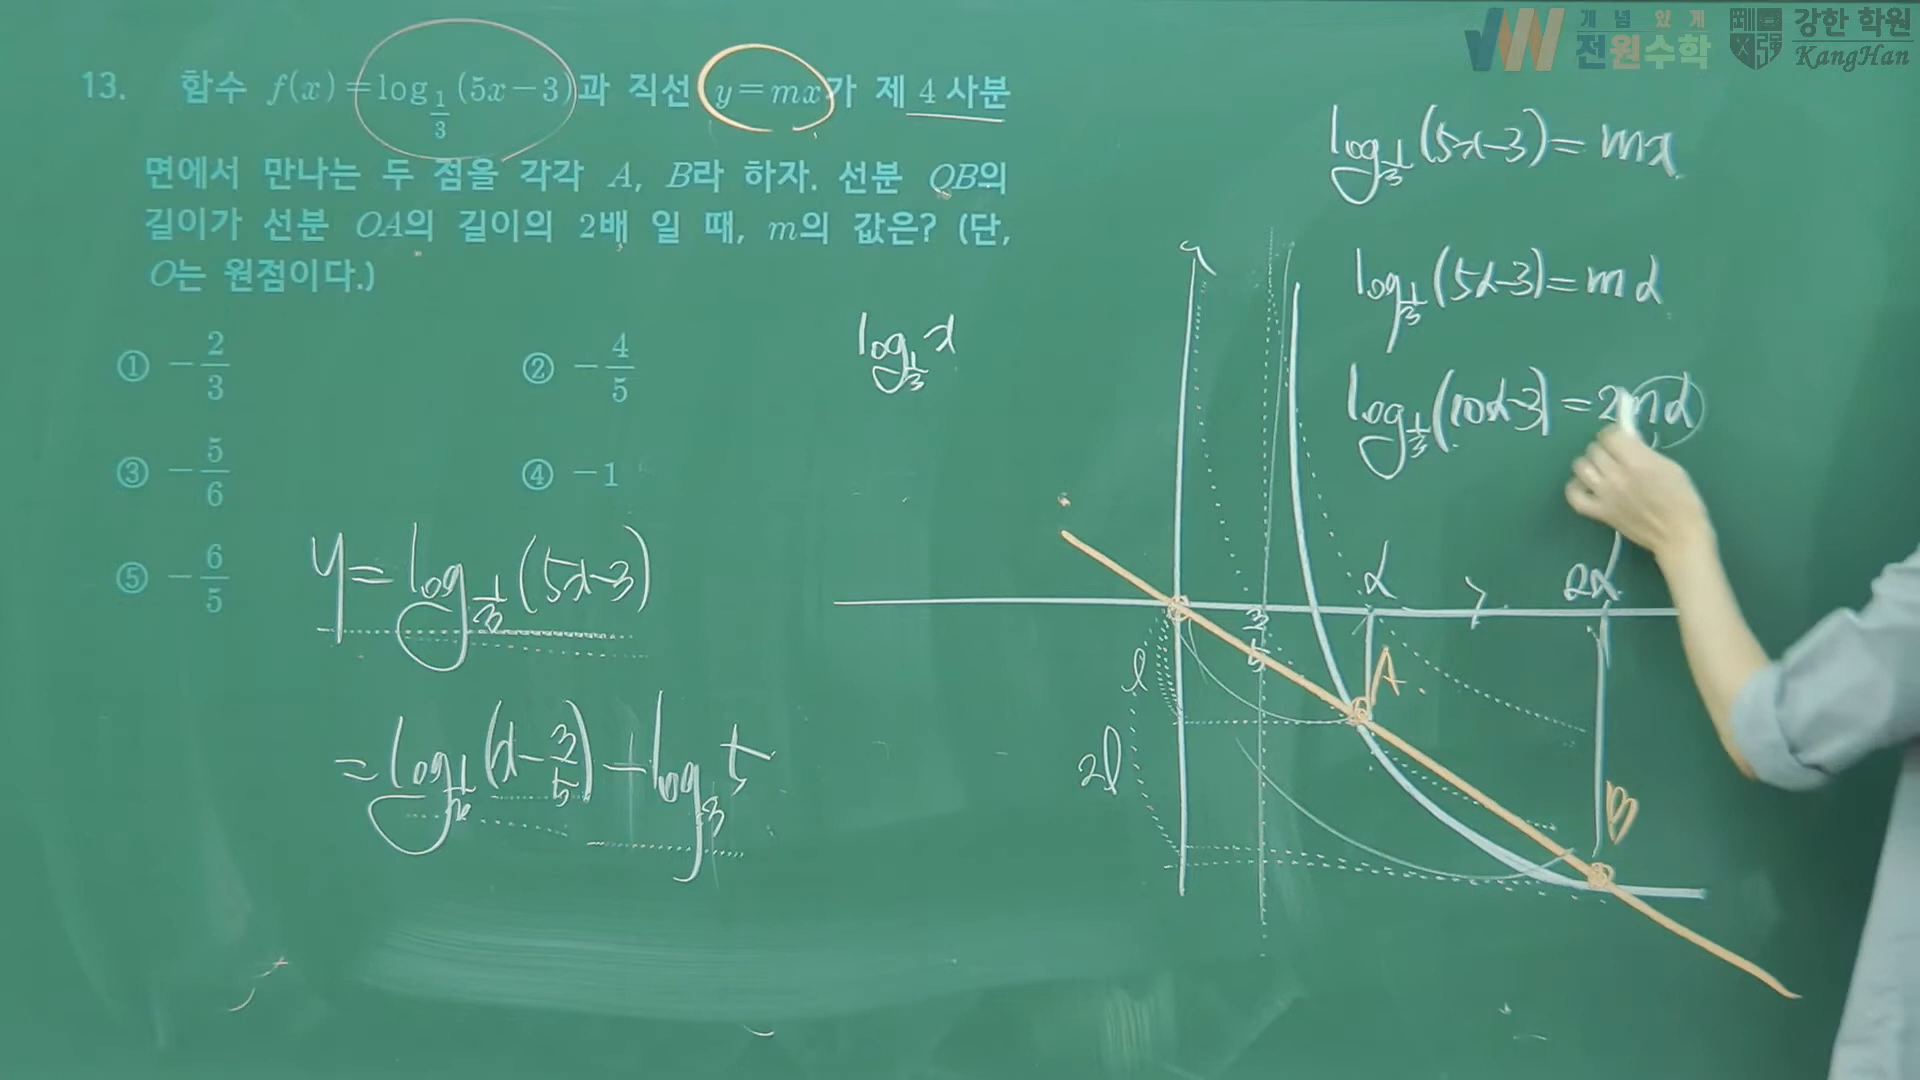 개 념 있 게
전원수학
강한 학원
KangHan
13. 함수 f(x)=log_{1/3}(5x-3)과 직선 y=mx가 제 4 사분
면에서 만나는 두 점을 각각 A, B라 하자. 선분 OB의
길이가 선분 OA의 길이의 2배 일 때, m의 값은? (단,
O는 원점이다.)
① -2/3
② -4/5
③ -5/6
④ -1
⑤ -6/5
y=log_{1/3}(5x-3)
=log_{1/3}(x-3/5)-log_3 5
log_{1/3} x
log_{1/3}(5x-3)=mx
log_{1/3}(5α-3)=mα
log_{1/3}(10α-3)=2mα
α
2α
3/5
l
A
2l
B